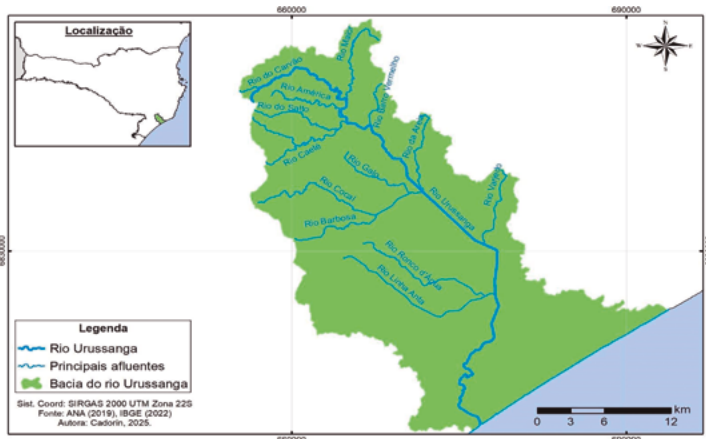 660000
690000
Localização
Rio Maior
Rio do Carvão
Rio América
Rio Barro Vermelho
Rio do Salto
Rio da Areia
Rio Caeté
Rio Gaju
Rio Vargedo
Rio Cocal
Rio Urussanga
Rio Barbosa
6830000
Rio Ronco d'Água
Rio Linha Anta
Legenda
Rio Urussanga
Principais afluentes
Bacia do rio Urussanga
Sist. Coord: SIRGAS 2000 UTM Zona 22S
Fonte: ANA (2019), IBGE (2022)
Autora: Cadorin, 2025.
km
0 3 6 12